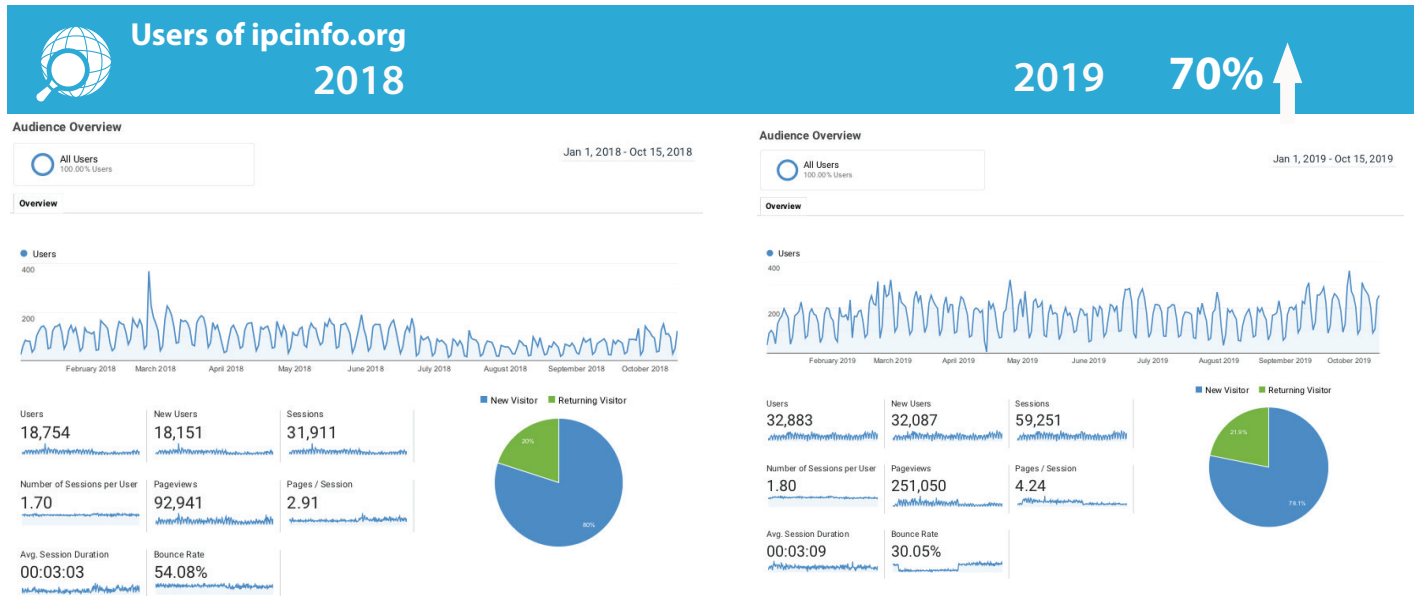 Users of ipcinfo.org
2018
2019 70%
Audience Overview
All Users
100.00% Users
Jan 1, 2018 - Oct 15, 2018
Overview
Users
400
200
February 2018 March 2018 April 2018 May 2018 June 2018 July 2018 August 2018 September 2018 October 2018
New Visitor Returning Visitor
Users New Users Sessions
18,754 18,151 31,911
20%
80%
Number of Sessions per User Pageviews Pages / Session
1.70 92,941 2.91
Avg. Session Duration Bounce Rate
00:03:03 54.08%
Audience Overview
All Users
100.00% Users
Jan 1, 2019 - Oct 15, 2019
Overview
Users
400
200
February 2019 March 2019 April 2019 May 2019 June 2019 July 2019 August 2019 September 2019 October 2019
New Visitor Returning Visitor
Users New Users Sessions
32,883 32,087 59,251
21.9%
78.1%
Number of Sessions per User Pageviews Pages / Session
1.80 251,050 4.24
Avg. Session Duration Bounce Rate
00:03:09 30.05%